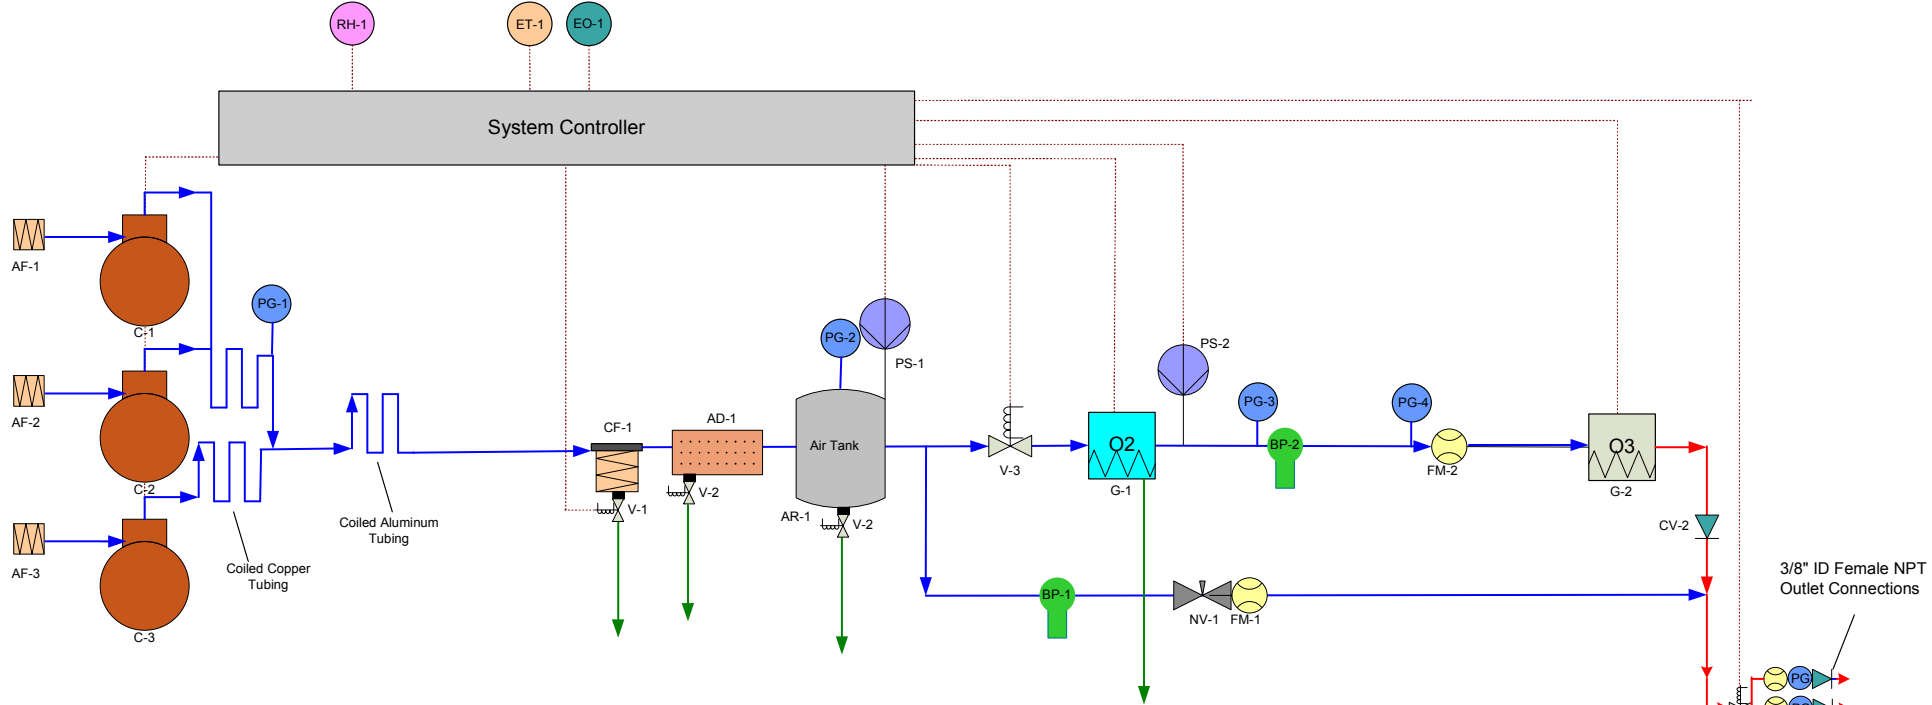 RH-1
ET-1
EO-1
System Controller
AF-1
C-1
PG-1
AF-2
C-2
AF-3
C-3
Coiled Copper
Tubing
Coiled Aluminum
Tubing
CF-1
V-1
AD-1
V-2
PG-2
PS-1
Air Tank
AR-1
V-2
V-3
O2
G-1
PS-2
PG-3
BP-2
PG-4
FM-2
O3
G-2
CV-2
BP-1
NV-1
FM-1
3/8" ID Female NPT
Outlet Connections
PG